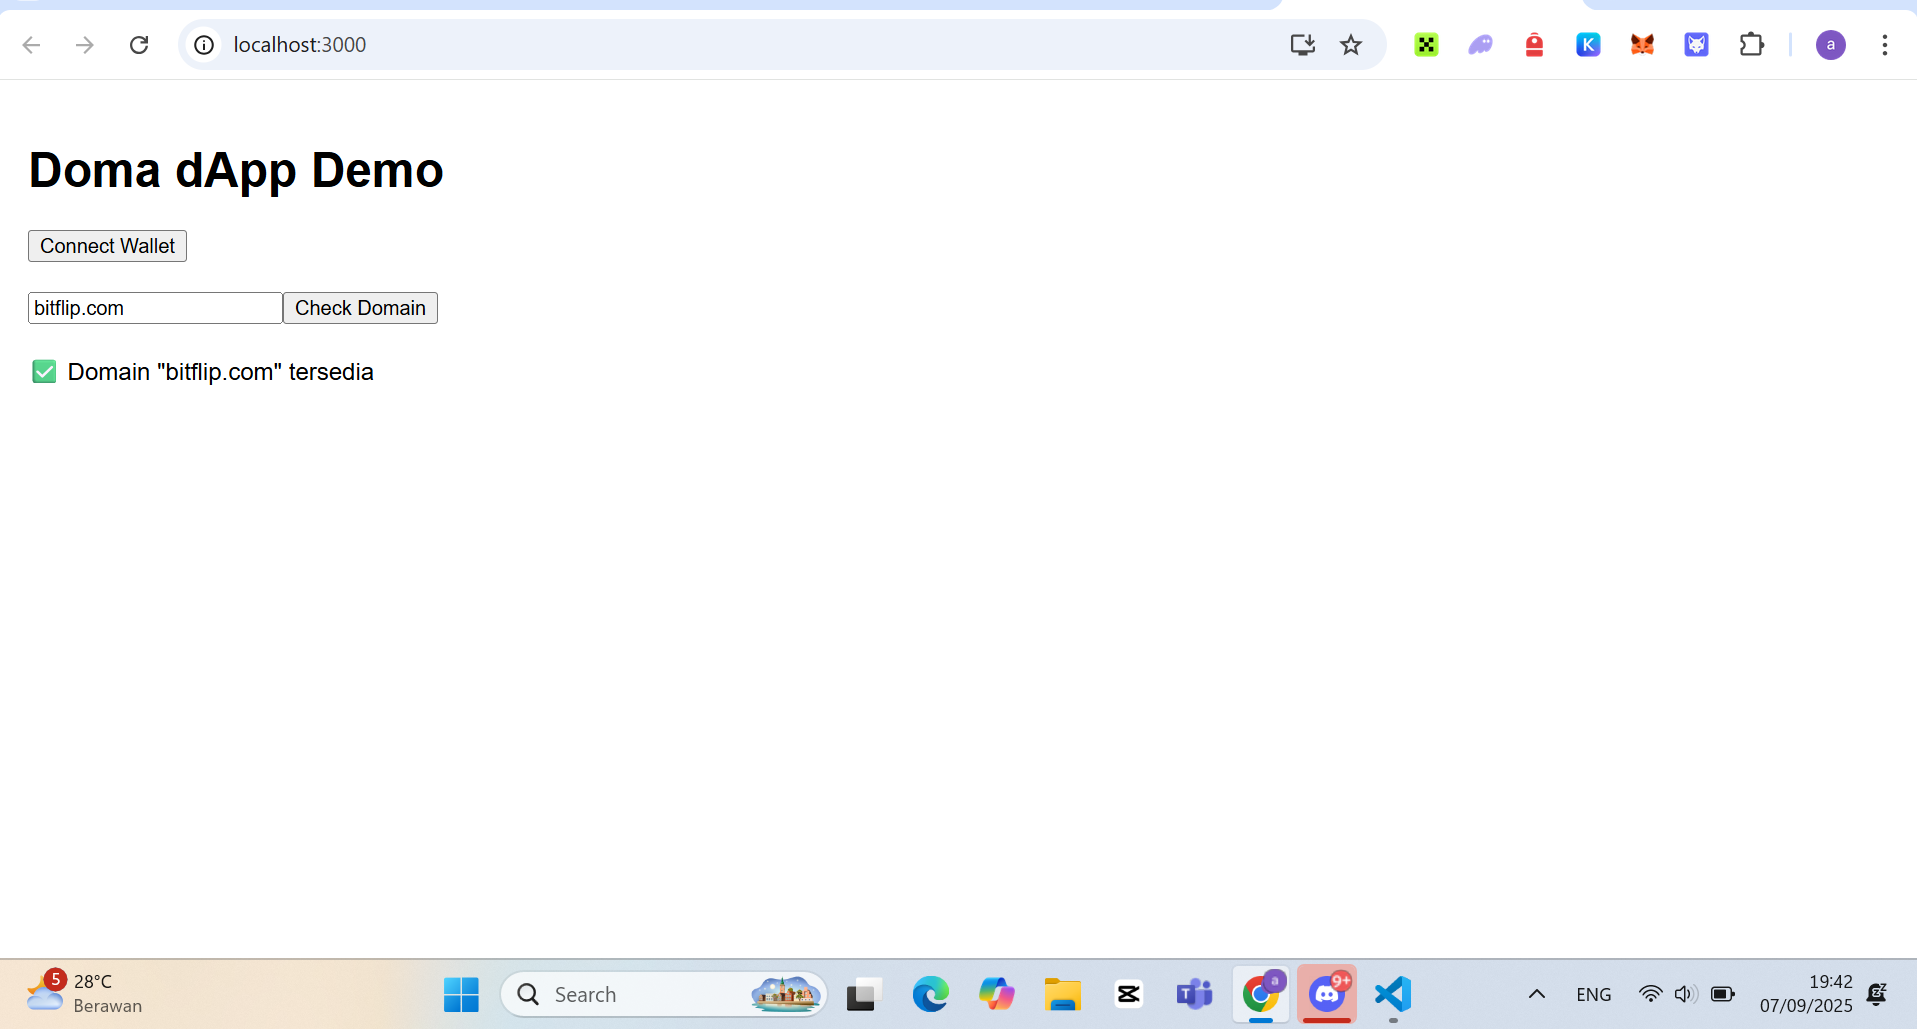 localhost:3000
a
Doma dApp Demo
Connect Wallet
bitflip.com
Check Domain
Domain "bitflip.com" tersedia
5
28°C
Berawan
Search
a
9+
ENG
19:42
07/09/2025